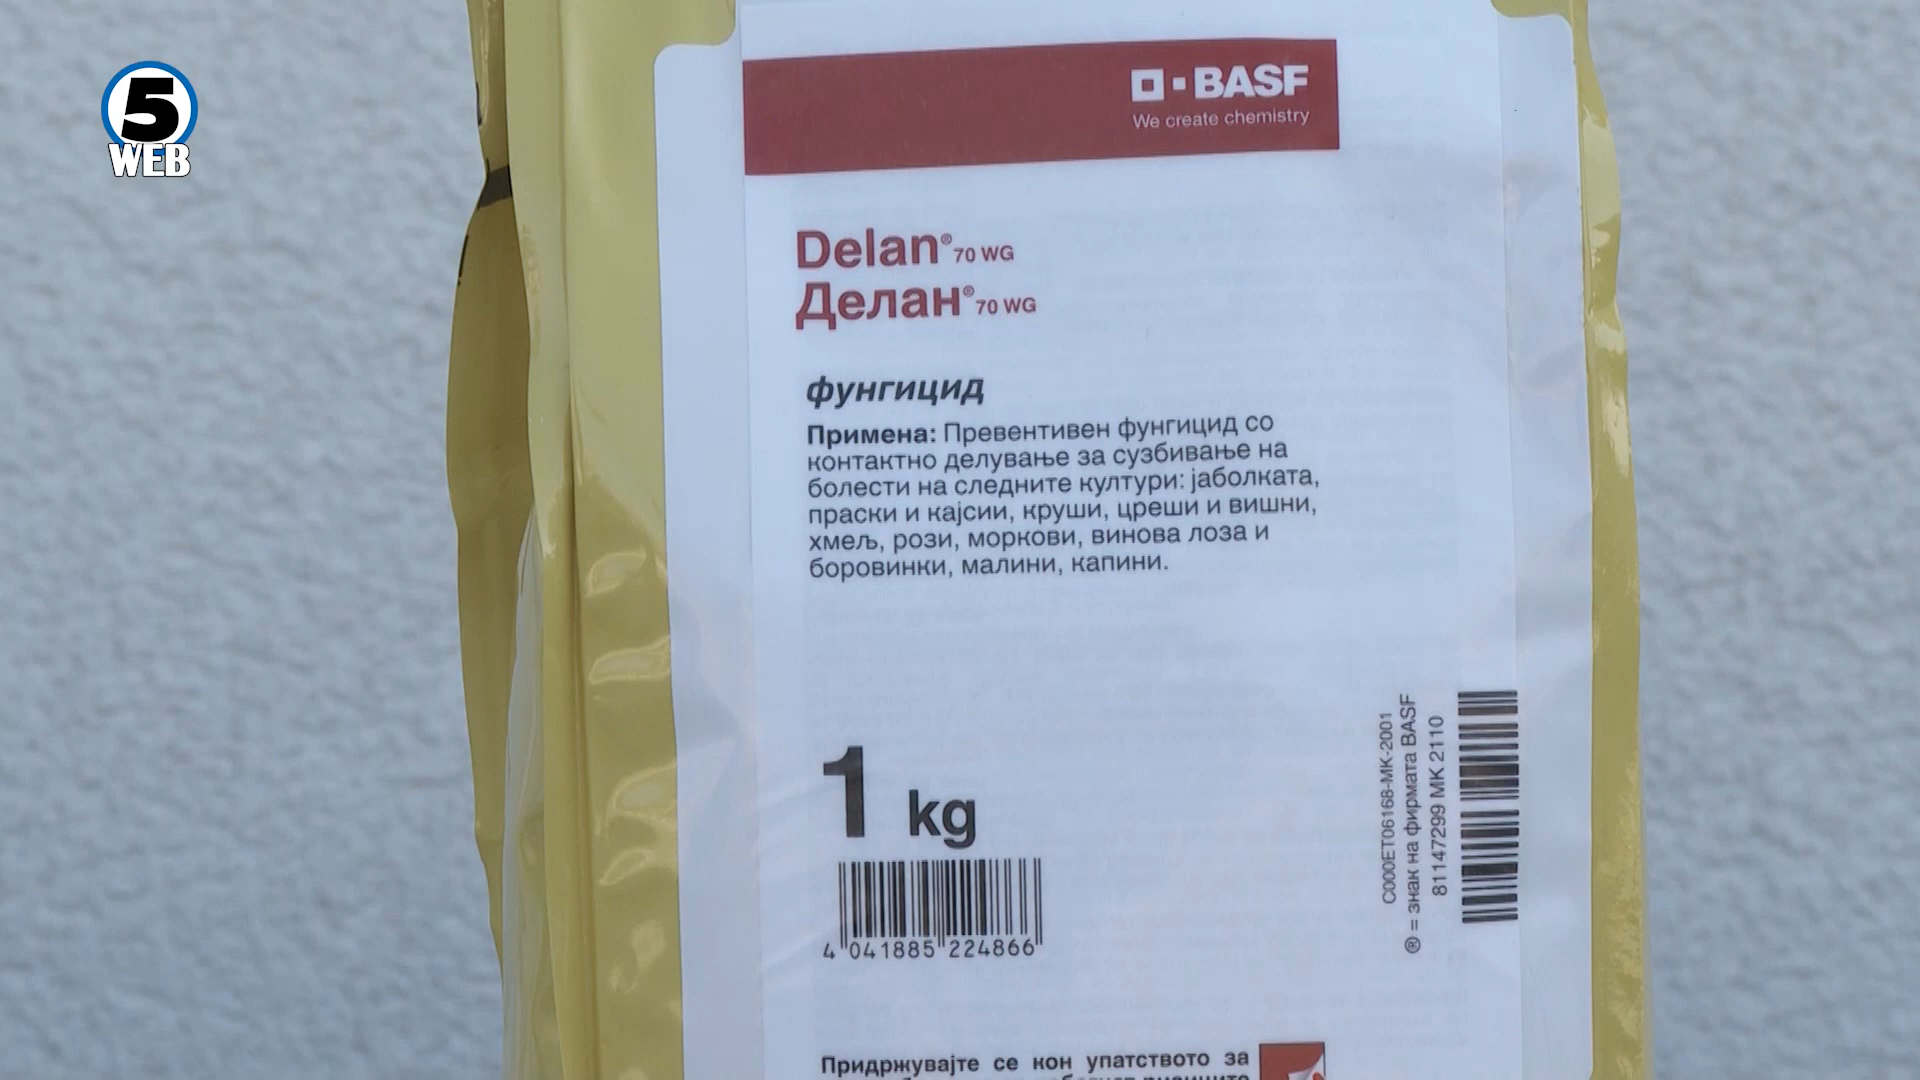 5
WEB
BASF
We create chemistry
Delan® 70 WG
Делан® 70 WG
фунгицид
Примена: Превентивен фунгицид со
контактно делување за сузбивање на
болести на следните култури: јаболката,
праски и кајсии, круши, цреши и вишни,
хмељ, рози, моркови, винова лоза и
боровинки, малини, капини.
1 kg
4 041885 224866
C000ET06168-MK-2001
® = знак на фирмата BASF
81147299 MK 2110
Придржувајте се кон упатството за